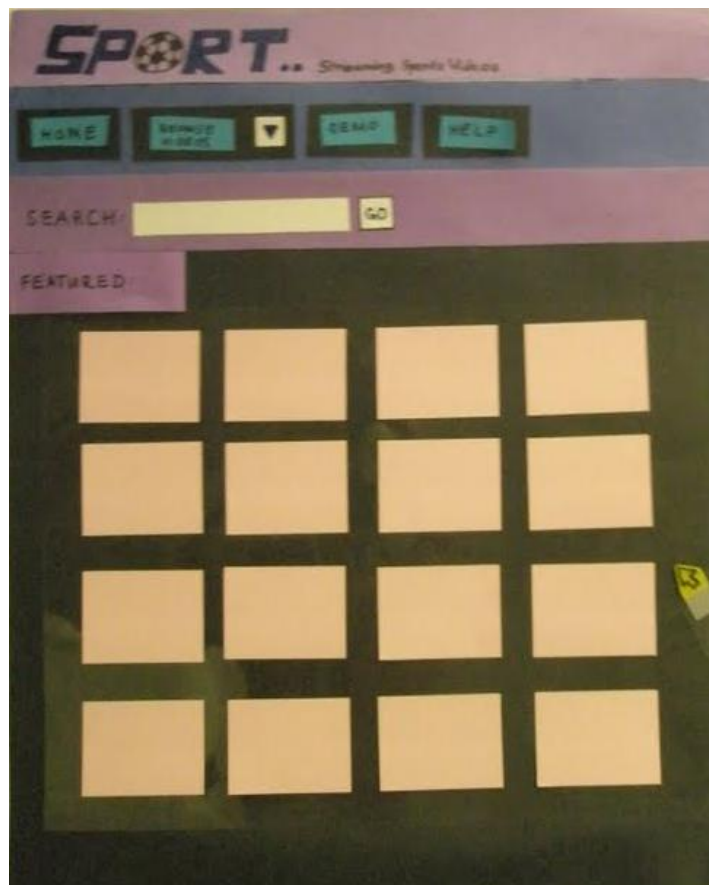 SPORT.. Streaming Sports Videos
HOME
BROWSE
VIDEOS
▼
DEMO
HELP
SEARCH:
GO
FEATURED: